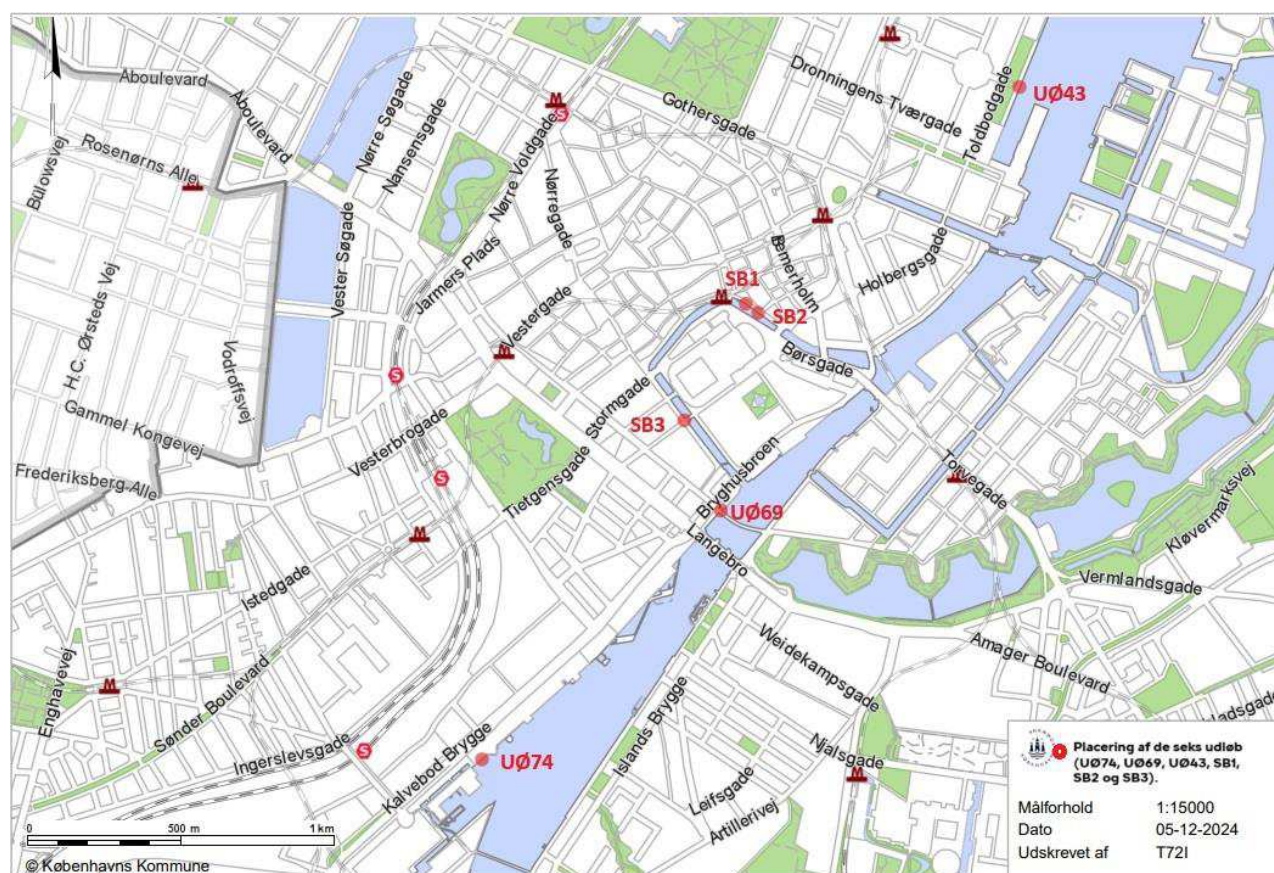 Aboulevard
Aboulevard
Rosenørns Alle
Bülowsvej
H.C. Ørsteds Vej
Vodroffsvej
Gammel Kongevej
Frederiksberg Alle
Vester Søgade
Nørre Søgade
Nansensgade
Nørre Voldgade
Nørregade
Jarmers Plads
Vestergade
Vesterbrogade
Gothersgade
Dronningens Tværgade
Toldbodgade
UØ43
Holbergsgade
SB1
SB2
Børsgade
Stormgade
SB3
Tietgensgade
Bryghusbroen
UØ69
Langebro
Torvegade
Kløvermarksvej
Vermlandsgade
Amager Boulevard
Weidekampsgade
Njalsgade
Islands Brygge
Leifsgade
Artillerivej
Istedgade
Enghavevej
Sønder Boulevard
Ingerslevsgade
Kalvebod Brygge
UØ74
M
M
M
M
M
M
M
M
M
M
S
S
S
S
0 500 m 1 km
© Københavns Kommune
Placering af de seks udløb
(UØ74, UØ69, UØ43, SB1,
SB2 og SB3).
Målforhold 1:15000
Dato 05-12-2024
Udskrevet af T72I